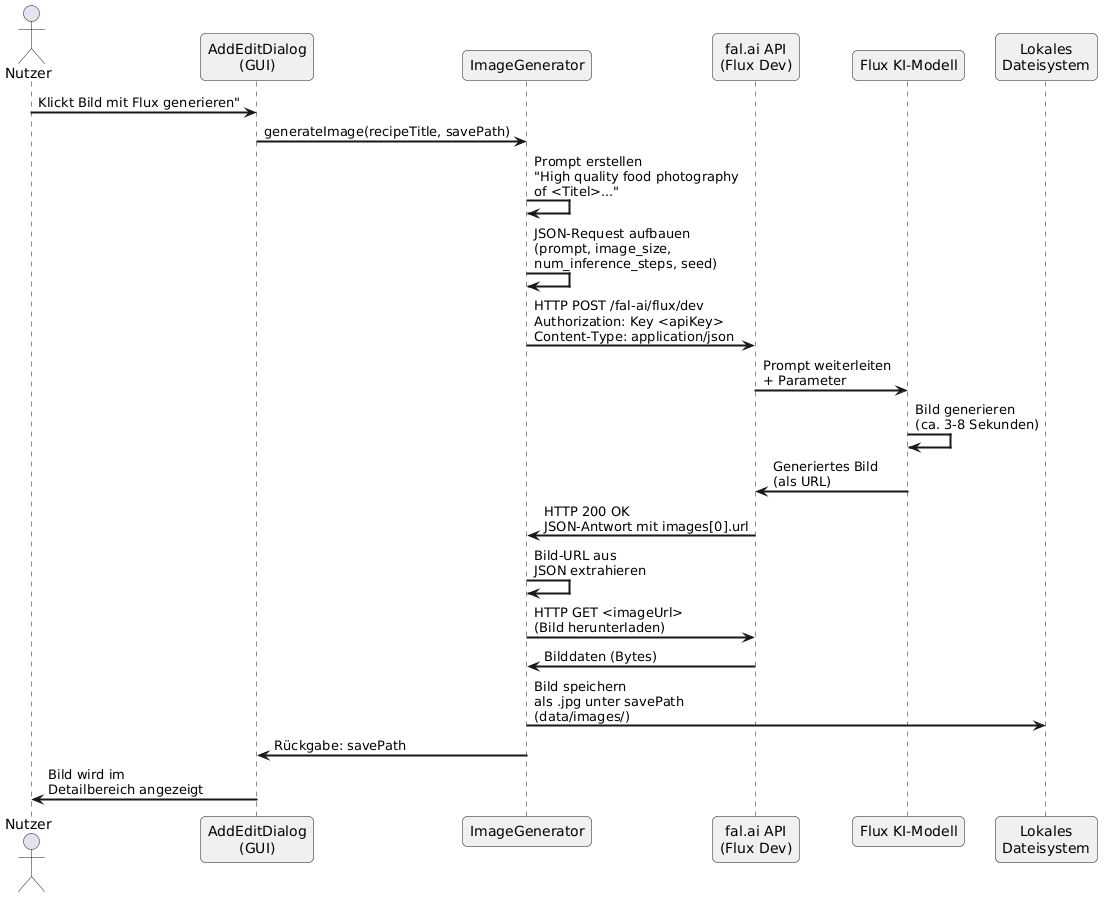 Nutzer
AddEditDialog
(GUI)
ImageGenerator
fal.ai API
(Flux Dev)
Flux KI-Modell
Lokales
Dateisystem
Klickt Bild mit Flux generieren"
generateImage(recipeTitle, savePath)
Prompt erstellen
"High quality food photography
of <Titel>..."
JSON-Request aufbauen
(prompt, image_size,
num_inference_steps, seed)
HTTP POST /fal-ai/flux/dev
Authorization: Key <apiKey>
Content-Type: application/json
Prompt weiterleiten
+ Parameter
Bild generieren
(ca. 3-8 Sekunden)
Generiertes Bild
(als URL)
HTTP 200 OK
JSON-Antwort mit images[0].url
Bild-URL aus
JSON extrahieren
HTTP GET <imageUrl>
(Bild herunterladen)
Bilddaten (Bytes)
Bild speichern
als .jpg unter savePath
(data/images/)
Rückgabe: savePath
Bild wird im
Detailbereich angezeigt
Nutzer
AddEditDialog
(GUI)
ImageGenerator
fal.ai API
(Flux Dev)
Flux KI-Modell
Lokales
Dateisystem